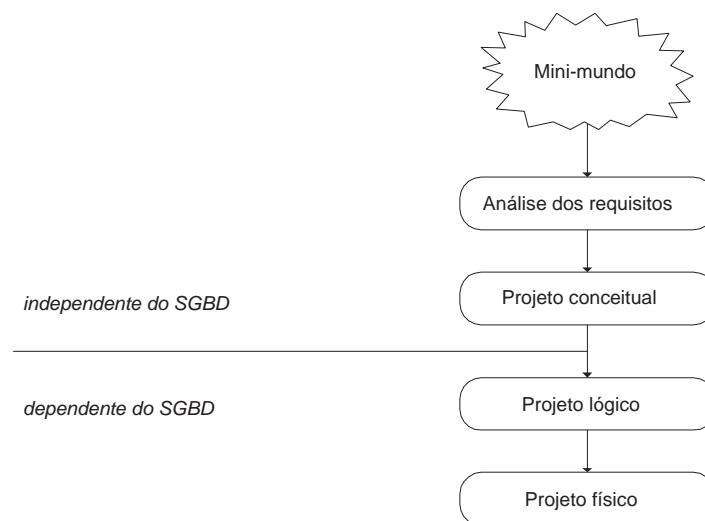 Mini-mundo
Análise dos requisitos
Projeto conceitual
independente do SGBD
dependente do SGBD
Projeto lógico
Projeto físico